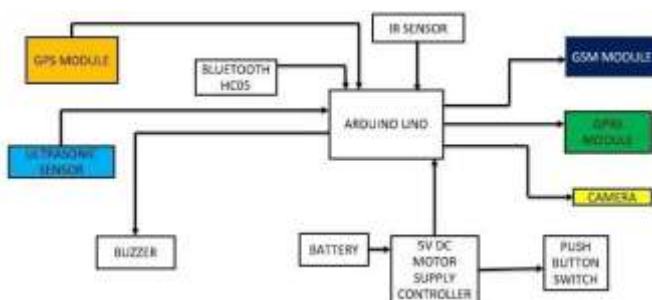 IR SENSOR
GPS MODULE
GSM MODULE
BLUETOOTH
HC05
ARDUINO UNO
GPRS
MODULE
ULTRASONIC
SENSOR
CAMERA
BUZZER
BATTERY
5V DC
MOTOR
SUPPLY
CONTROLLER
PUSH
BUTTON
SWITCH